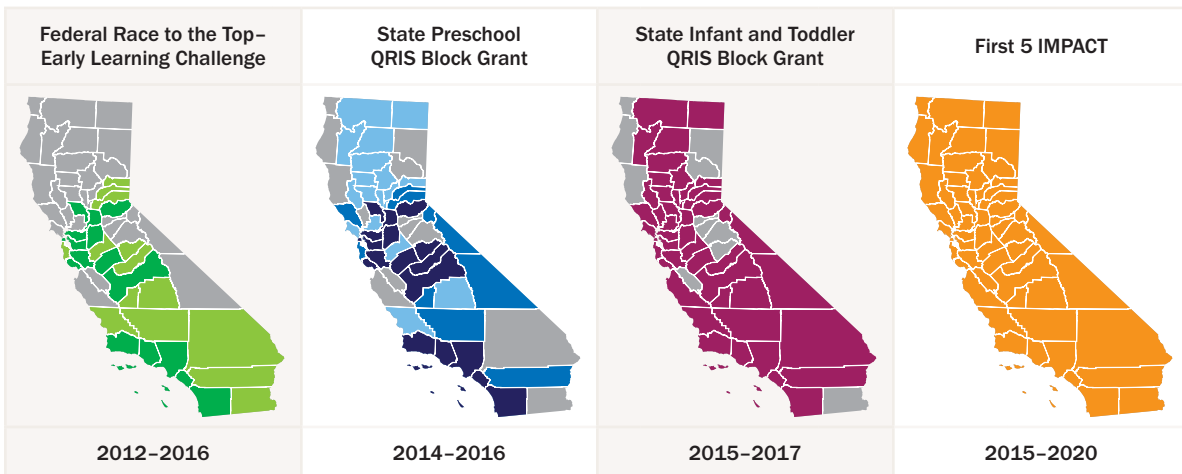 Federal Race to the Top–
Early Learning Challenge
State Preschool
QRIS Block Grant
State Infant and Toddler
QRIS Block Grant
First 5 IMPACT
2012–2016
2014–2016
2015–2017
2015–2020